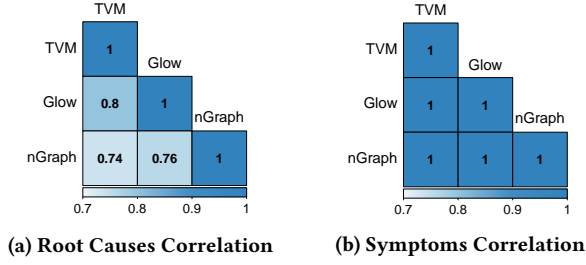 TVM
TVM
1
Glow
Glow
0.8
1
nGraph
nGraph
0.74
0.76
1
0.7 0.8 0.9 1
(a) Root Causes Correlation
TVM
TVM
1
Glow
Glow
1
1
nGraph
nGraph
1
1
1
0.7 0.8 0.9 1
(b) Symptoms Correlation